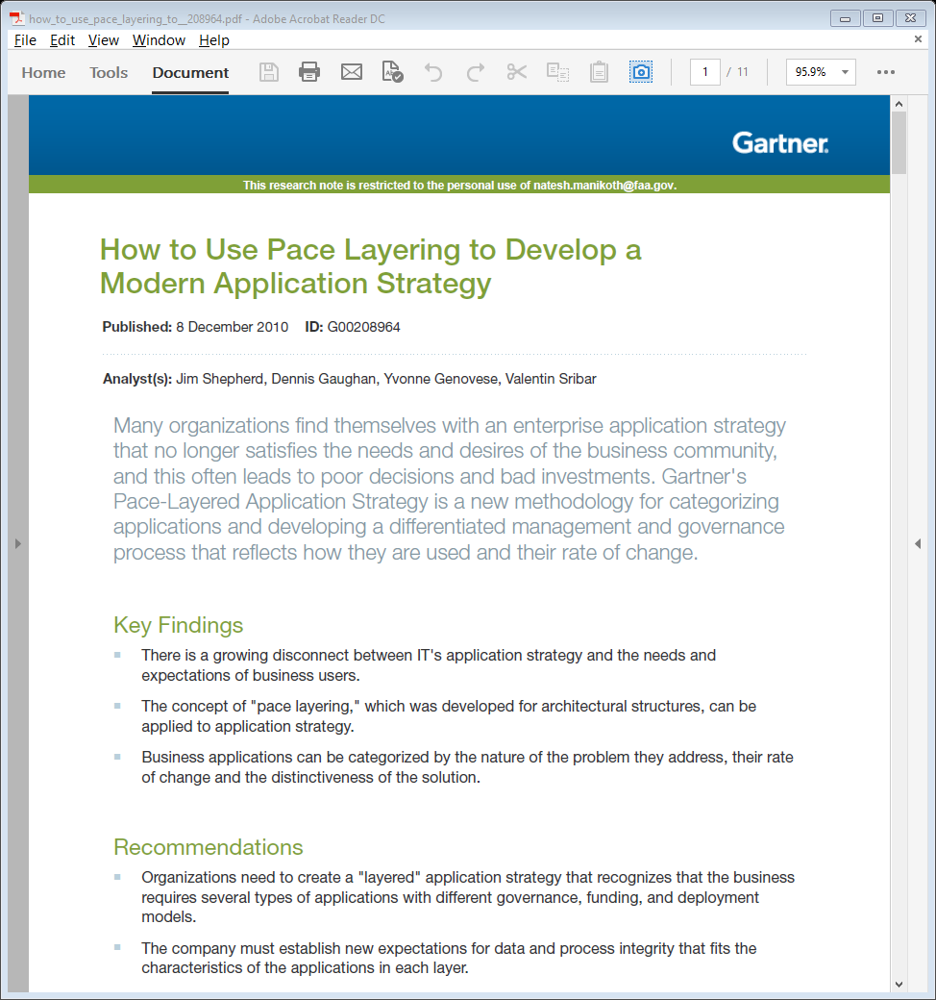 how_to_use_pace_layering_to__208964.pdf - Adobe Acrobat Reader DC
File Edit View Window Help
Home Tools Document 1 / 11 95.9%
Gartner.
This research note is restricted to the personal use of natesh.manikoth@faa.gov.
How to Use Pace Layering to Develop a
Modern Application Strategy
Published: 8 December 2010 ID: G00208964
Analyst(s): Jim Shepherd, Dennis Gaughan, Yvonne Genovese, Valentin Sribar
Many organizations find themselves with an enterprise application strategy
that no longer satisfies the needs and desires of the business community,
and this often leads to poor decisions and bad investments. Gartner's
Pace-Layered Application Strategy is a new methodology for categorizing
applications and developing a differentiated management and governance
process that reflects how they are used and their rate of change.
Key Findings
There is a growing disconnect between IT's application strategy and the needs and
expectations of business users.
The concept of "pace layering," which was developed for architectural structures, can be
applied to application strategy.
Business applications can be categorized by the nature of the problem they address, their rate
of change and the distinctiveness of the solution.
Recommendations
Organizations need to create a "layered" application strategy that recognizes that the business
requires several types of applications with different governance, funding, and deployment
models.
The company must establish new expectations for data and process integrity that fits the
characteristics of the applications in each layer.